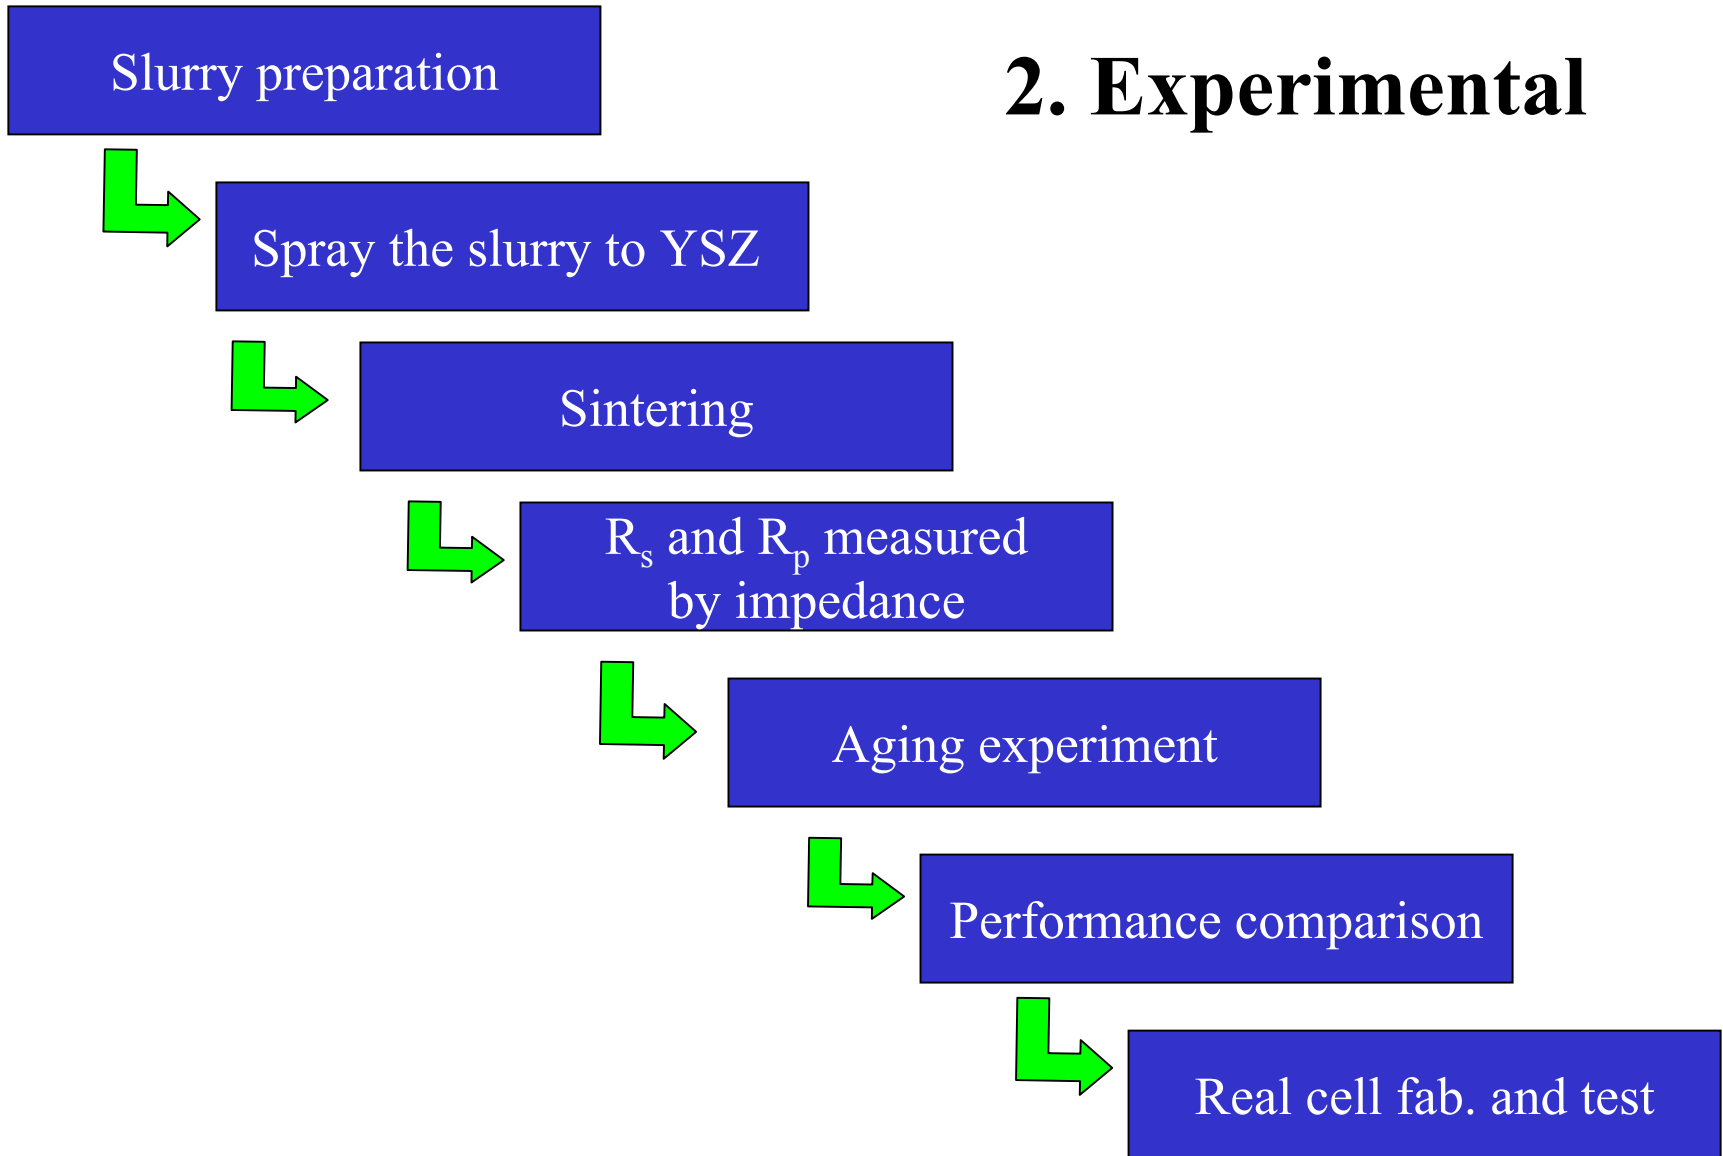 Slurry preparation
2. Experimental
Spray the slurry to YSZ
Sintering
Rs and Rp measured
by impedance
Aging experiment
Performance comparison
Real cell fab. and test